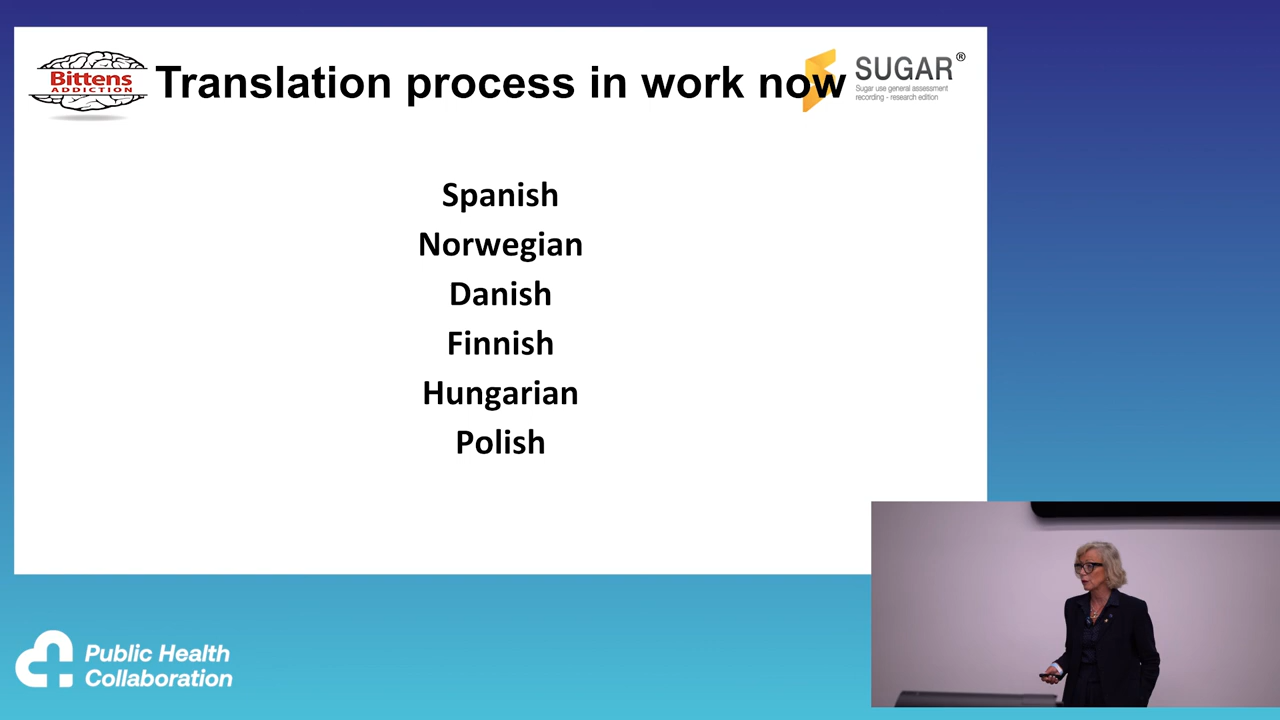 Bittens
ADDICTION
Translation process in work now
SUGAR®
Sugar use general assessment
recording - research edition
Spanish
Norwegian
Danish
Finnish
Hungarian
Polish
Public Health
Collaboration